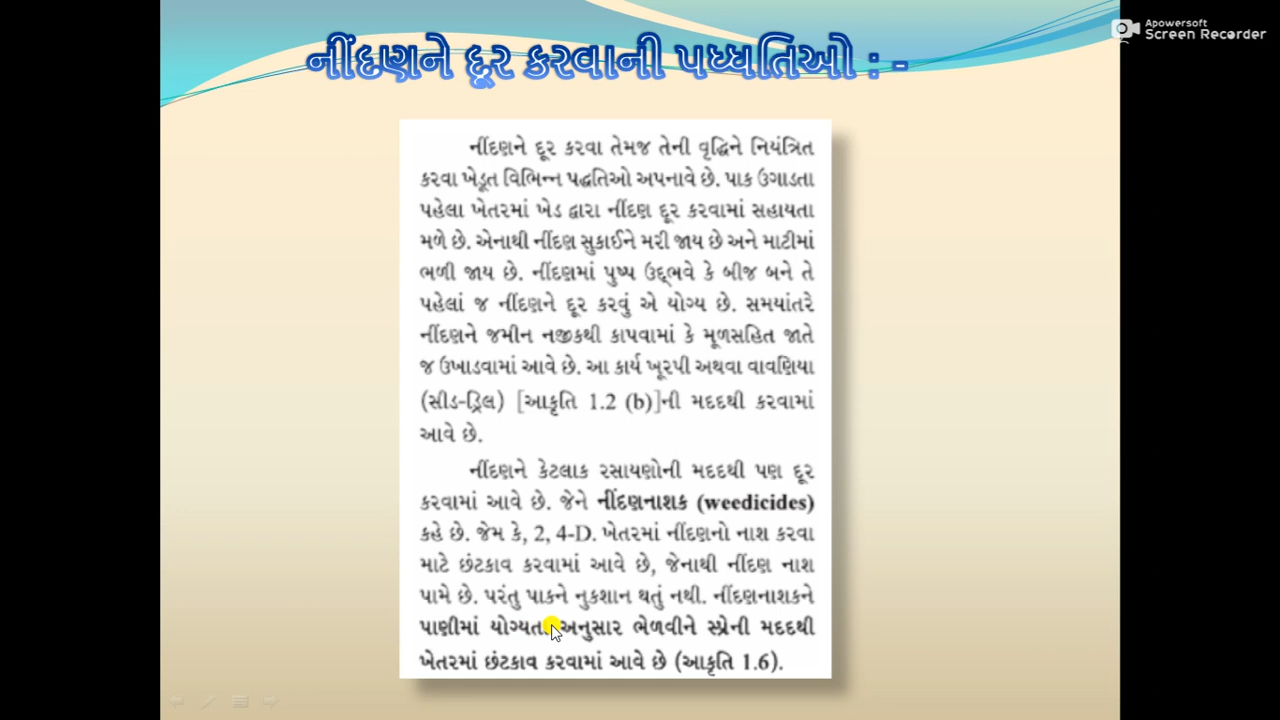 નીંદણને દૂર કરવાની પધ્ધતિઓ : -
Apowersoft
Screen Recorder
નીંદણને દૂર કરવા તેમજ તેની વૃદ્ધિને નિયંત્રિત
કરવા ખેડૂત વિભિન્ન પદ્ધતિઓ અપનાવે છે. પાક ઉગાડતા
પહેલા ખેતરમાં ખેડ દ્વારા નીંદણ દૂર કરવામાં સહાયતા
મળે છે. એનાથી નીંદણ સુકાઈને મરી જાય છે અને માટીમાં
ભળી જાય છે. નીંદણમાં પુષ્પ ઉદ્ભવે કે બીજ બને તે
પહેલાં જ નીંદણને દૂર કરવું એ યોગ્ય છે. સમયાંતરે
નીંદણને જમીન નજીકથી કાપવામાં કે મૂળસહિત જાતે
જ ઉખાડવામાં આવે છે. આ કાર્ય ખૂરપી અથવા વાવણિયા
(સીડ-ડ્રિલ) [આકૃતિ 1.2 (b)]ની મદદથી કરવામાં
આવે છે.
નીંદણને કેટલાક રસાયણોની મદદથી પણ દૂર
કરવામાં આવે છે. જેને નીંદણનાશક (weedicides)
કહે છે. જેમ કે, 2, 4-D. ખેતરમાં નીંદણનો નાશ કરવા
માટે છંટકાવ કરવામાં આવે છે, જેનાથી નીંદણ નાશ
પામે છે. પરંતુ પાકને નુકશાન થતું નથી. નીંદણનાશકને
પાણીમાં યોગ્યતા અનુસાર ભેળવીને સ્પ્રેની મદદથી
ખેતરમાં છંટકાવ કરવામાં આવે છે (આકૃતિ 1.6).